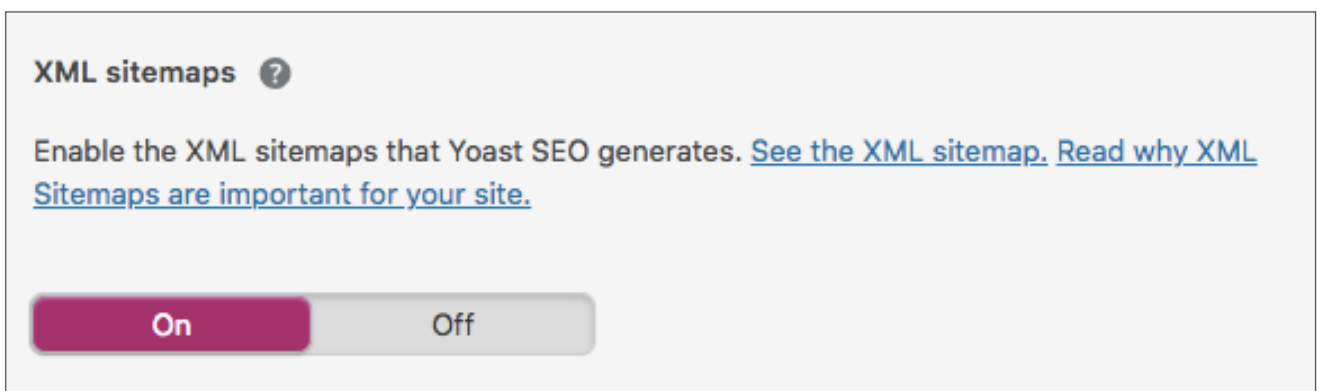 XML sitemaps ?
Enable the XML sitemaps that Yoast SEO generates. See the XML sitemap. Read why XML
Sitemaps are important for your site.
On Off